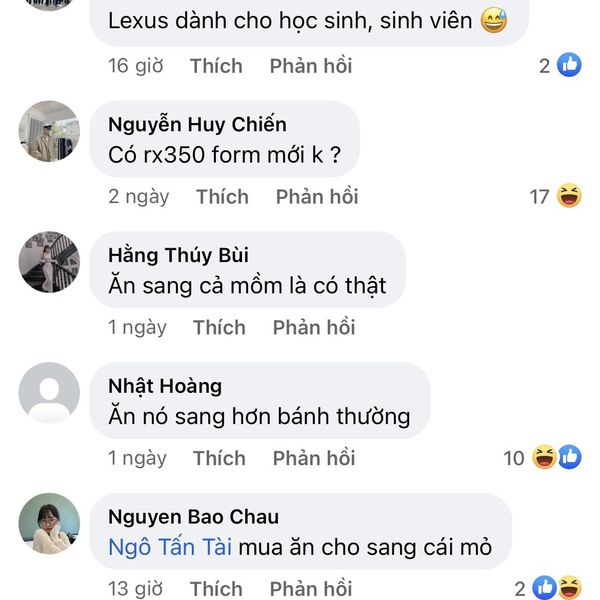 Lexus dành cho học sinh, sinh viên 😅
16 giờ Thích Phản hồi 2
Nguyễn Huy Chiến
Có rx350 form mới k ?
2 ngày Thích Phản hồi 17
Hằng Thúy Bùi
Ăn sang cả mồm là có thật
1 ngày Thích Phản hồi
Nhật Hoàng
Ăn nó sang hơn bánh thường
1 ngày Thích Phản hồi 10
Nguyen Bao Chau
Ngô Tấn Tài mua ăn cho sang cái mỏ
13 giờ Thích Phản hồi 2